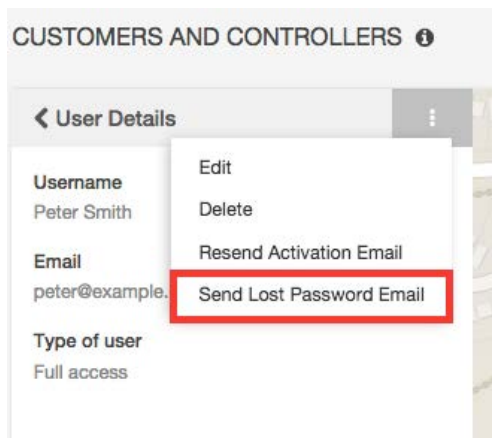 CUSTOMERS AND CONTROLLERS
User Details
Edit
Username
Peter Smith
Delete
Resend Activation Email
Email
peter@example.
Send Lost Password Email
Type of user
Full access